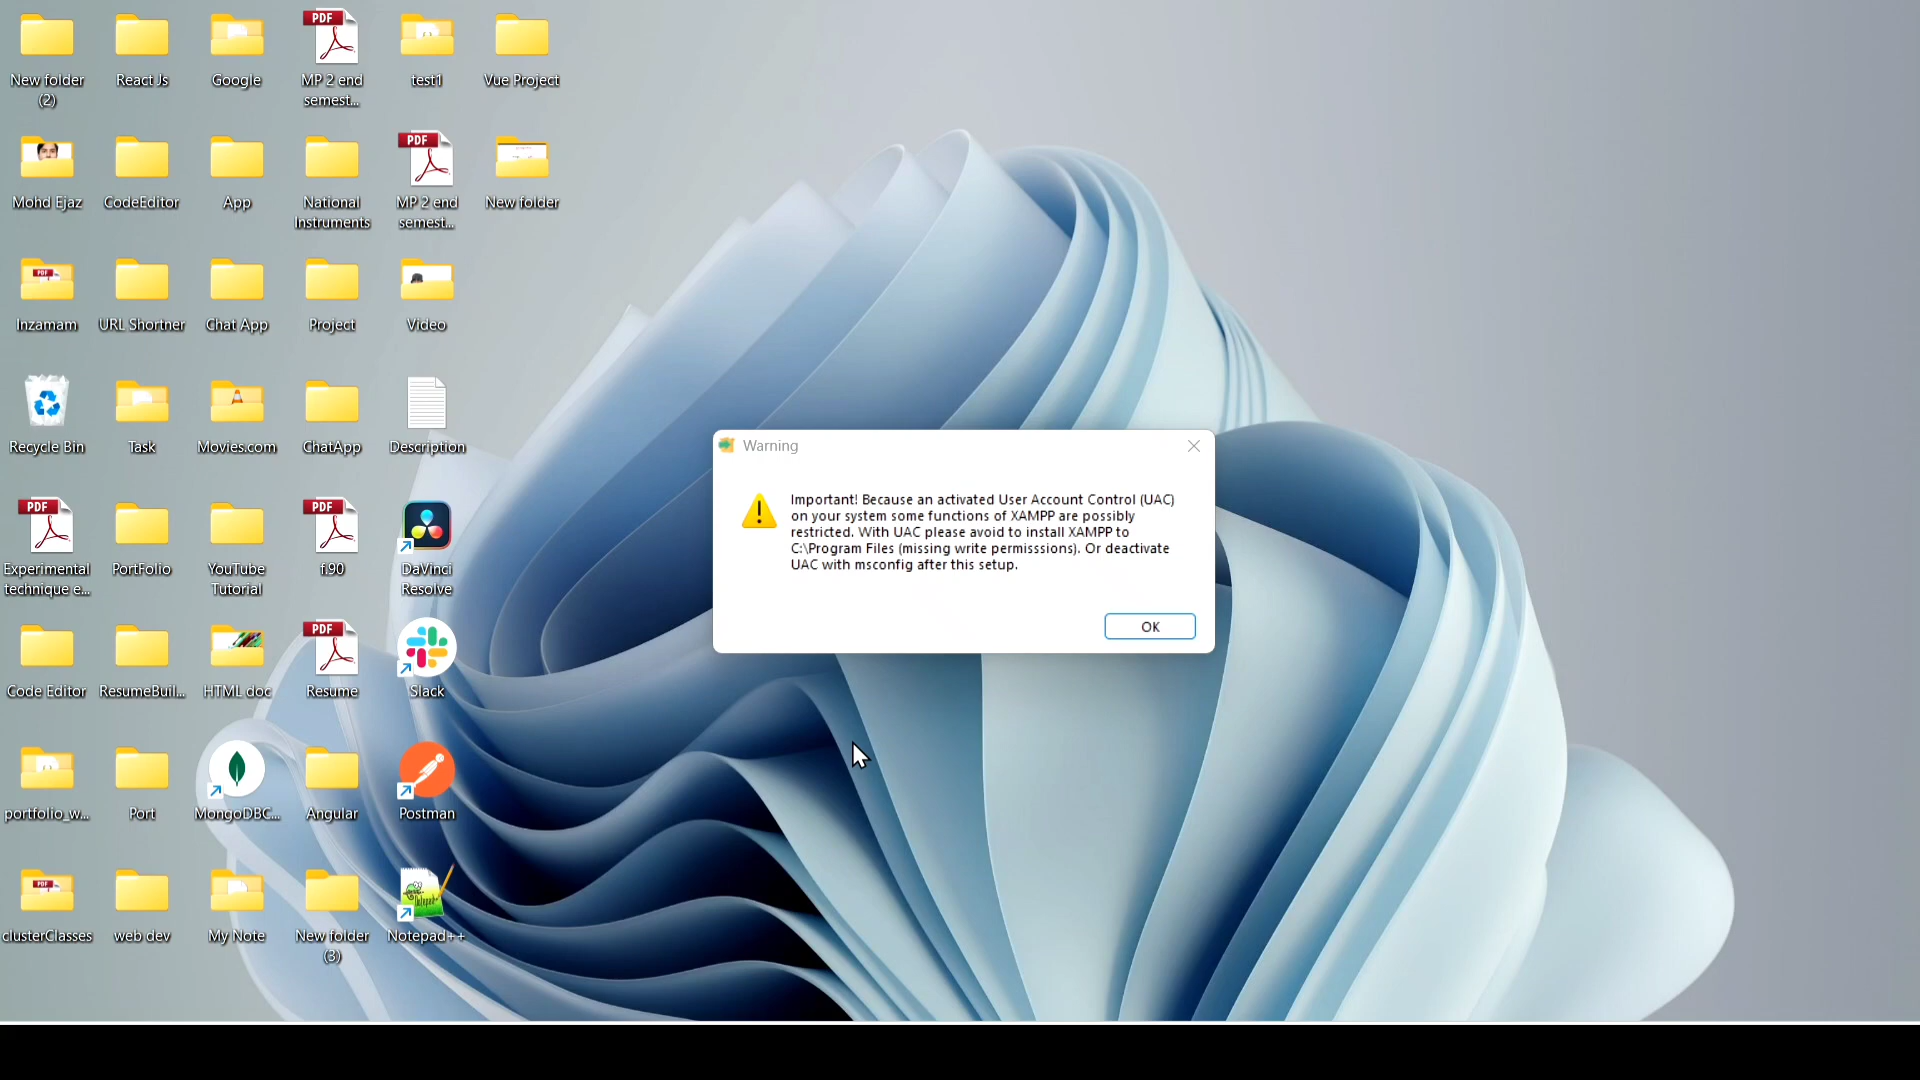 New folder
(2)
React Js
Google
PDF
MP 2 end
semest...
test1
Vue Project
Mohd Ejaz
CodeEditor
App
National
Instruments
PDF
MP 2 end
semest...
New folder
PDF
Inzamam
URL Shortner
Chat App
Project
Video
Recycle Bin
Task
Movies.com
ChatApp
Description
PDF
Experimental
technique e...
PortFolio
YouTube
Tutorial
PDF
f.90
DaVinci
Resolve
Code Editor
ResumeBuil...
HTML doc
PDF
Resume
Slack
portfolio_w...
Port
MongoDBC...
Angular
Postman
PDF
clusterClasses
web dev
My Note
New folder
(3)
Notepad++
Warning
Important! Because an activated User Account Control (UAC)
on your system some functions of XAMPP are possibly
restricted. With UAC please avoid to install XAMPP to
C:\Program Files (missing write permisssions). Or deactivate
UAC with msconfig after this setup.
OK